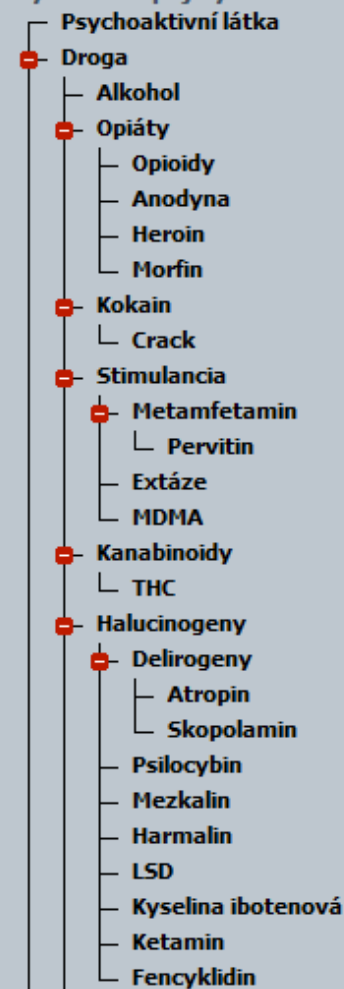 Psychoaktivní látka
Droga
Alkohol
Opiáty
Opioidy
Anodyna
Heroin
Morfin
Kokain
Crack
Stimulancia
Metamfetamin
Pervitin
Extáze
MDMA
Kanabinoidy
THC
Halucinogeny
Delirogeny
Atropin
Skopolamin
Psilocybin
Mezkalin
Harmalin
LSD
Kyselina ibotenová
Ketamin
Fencyklidin